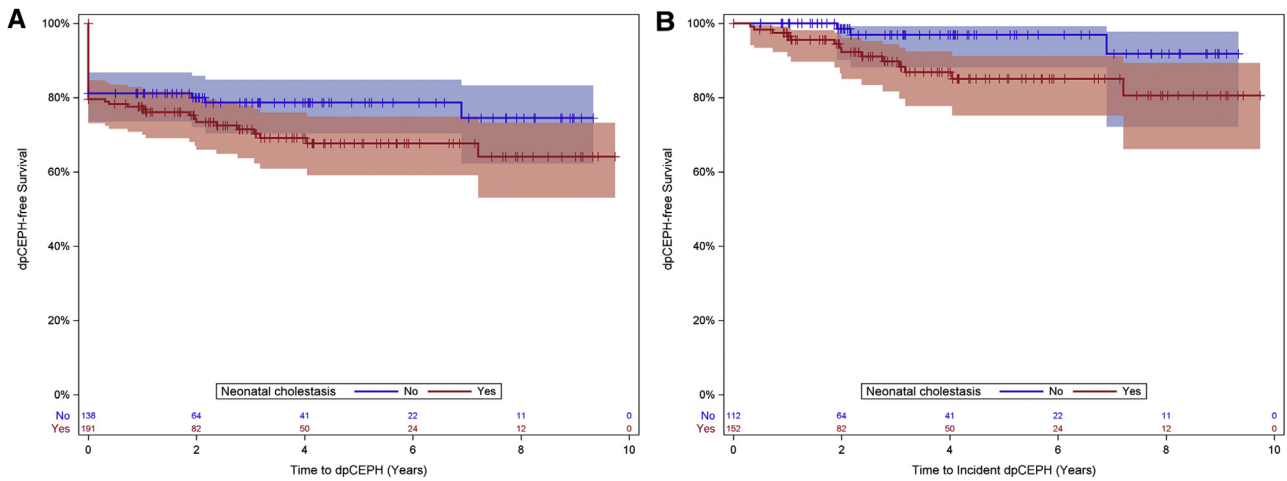 A
100%
80%
60%
40%
20%
0%
dpCEPH-free Survival
Neonatal cholestasis No Yes
No 138 64 41 22 11 0
Yes 191 82 50 24 12 0
0 2 4 6 8 10
Time to dpCEPH (Years)
B
100%
80%
60%
40%
20%
0%
dpCEPH-free Survival
Neonatal cholestasis No Yes
No 112 64 41 22 11 0
Yes 152 82 50 24 12 0
0 2 4 6 8 10
Time to Incident dpCEPH (Years)